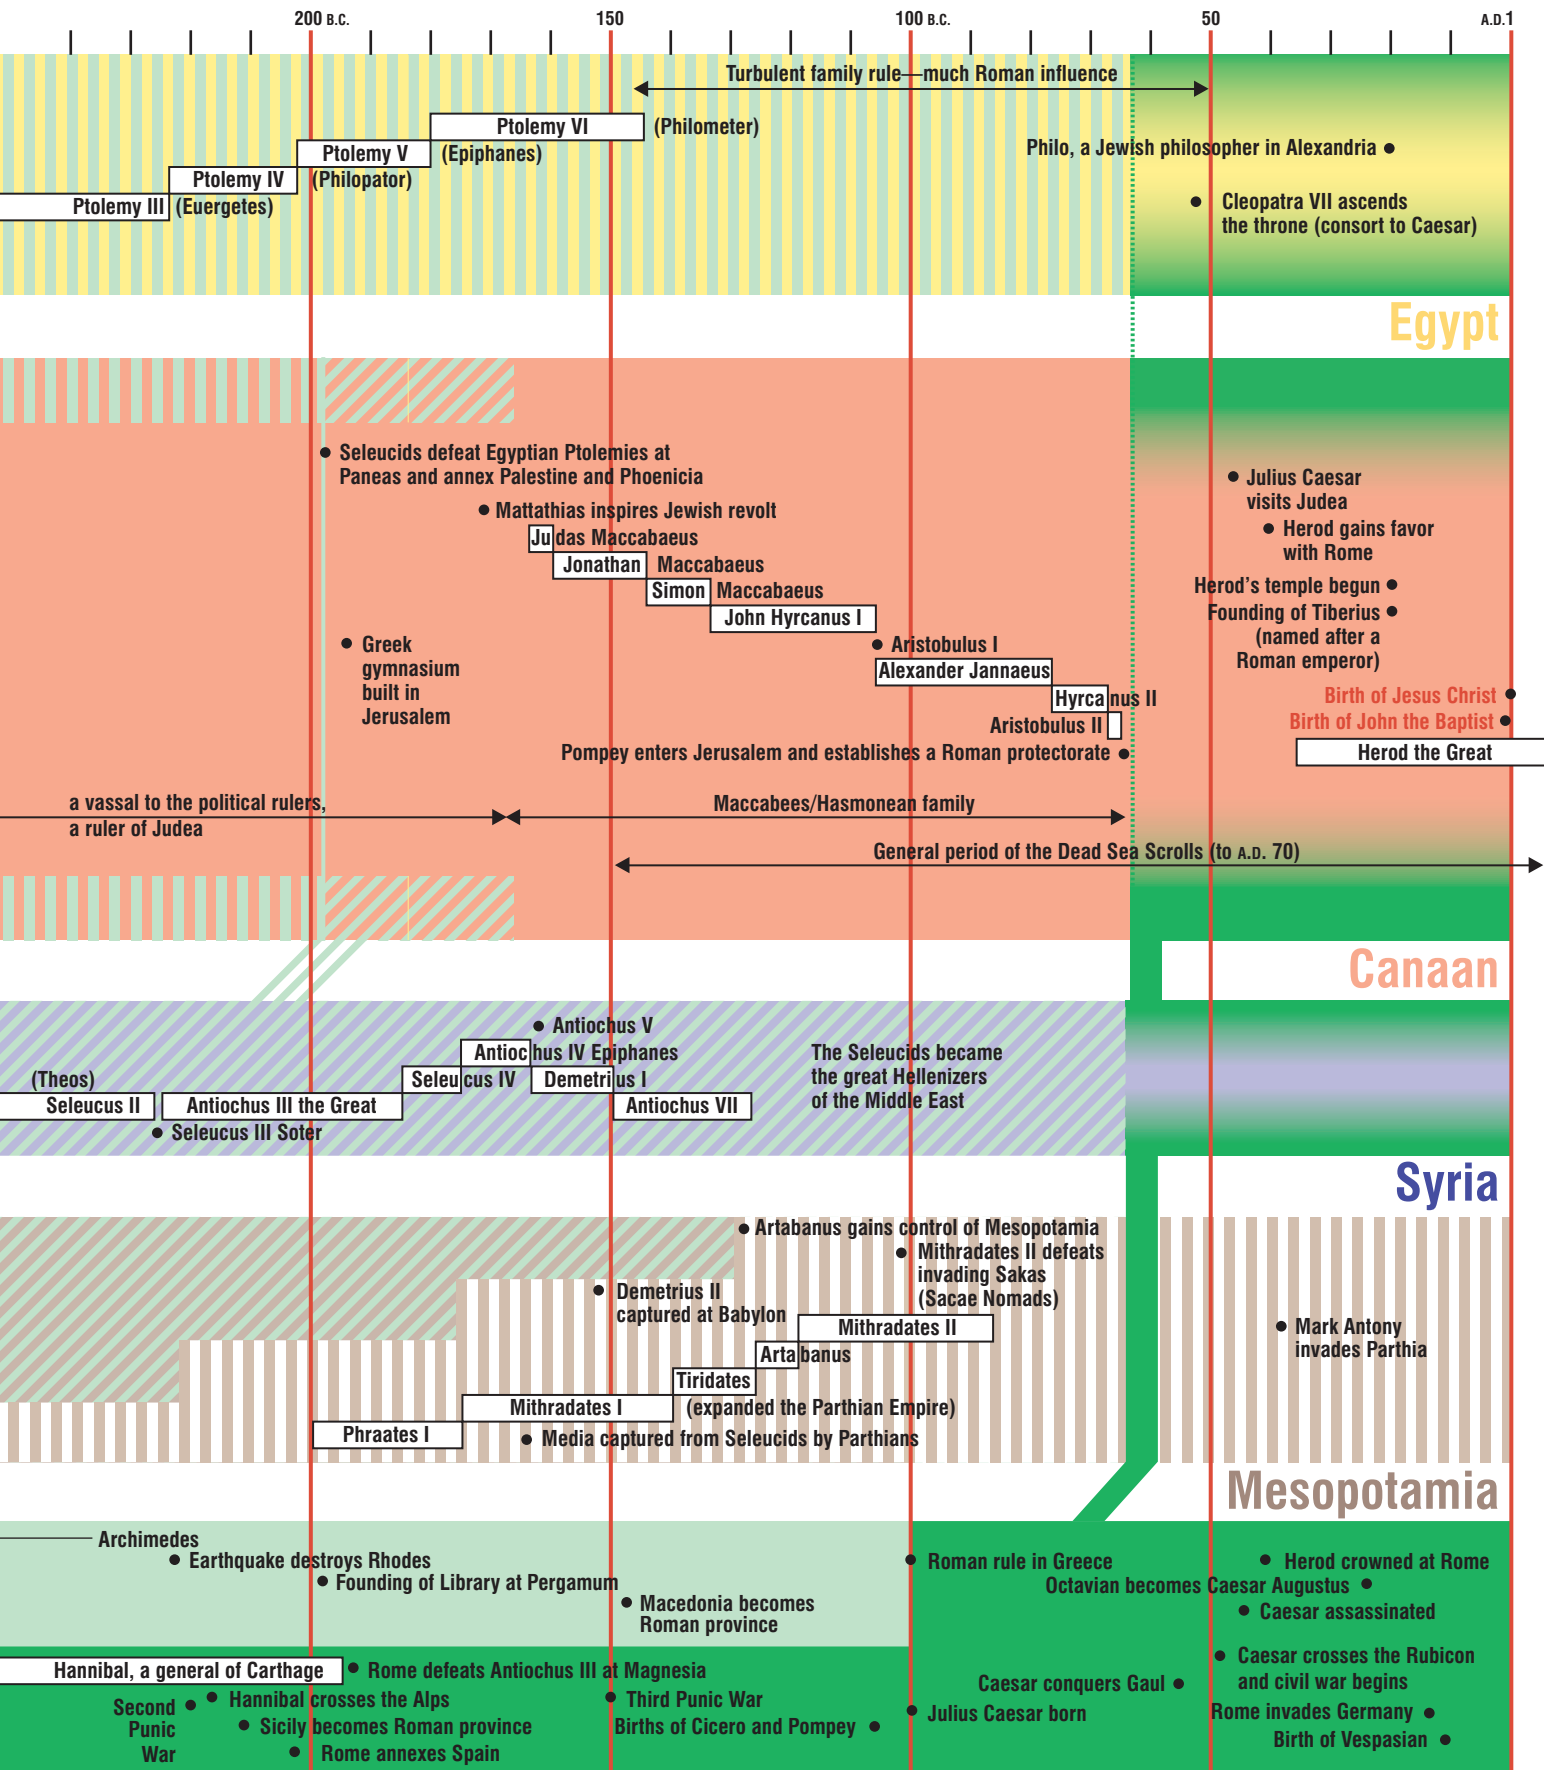 200 B.C.
150
100 B.C.
50
A.D.1
Turbulent family rule—much Roman influence
Ptolemy VI (Philometer)
Ptolemy V (Epiphanes)
Ptolemy IV (Philopator)
Ptolemy III (Euergetes)
Philo, a Jewish philosopher in Alexandria
Cleopatra VII ascends
the throne (consort to Caesar)
Egypt
Seleucids defeat Egyptian Ptolemies at
Paneas and annex Palestine and Phoenicia
Mattathias inspires Jewish revolt
Judas Maccabaeus
Jonathan Maccabaeus
Simon Maccabaeus
John Hyrcanus I
Aristobulus I
Alexander Jannaeus
Hyrcanus II
Aristobulus II
Pompey enters Jerusalem and establishes a Roman protectorate
Greek
gymnasium
built in
Jerusalem
Julius Caesar
visits Judea
Herod gains favor
with Rome
Herod’s temple begun
Founding of Tiberius
(named after a
Roman emperor)
Birth of Jesus Christ
Birth of John the Baptist
Herod the Great
a vassal to the political rulers,
a ruler of Judea
Maccabees/Hasmonean family
General period of the Dead Sea Scrolls (to A.D. 70)
Canaan
Antiochus V
Antiochus IV Epiphanes
(Theos)
Seleucus IV
Demetrius I
Seleucus II
Antiochus III the Great
Antiochus VII
Seleucus III Soter
The Seleucids became
the great Hellenizers
of the Middle East
Syria
Artabanus gains control of Mesopotamia
Mithradates II defeats
invading Sakas
(Sacae Nomads)
Demetrius II
captured at Babylon
Mithradates II
Artabanus
Tiridates
Mithradates I
(expanded the Parthian Empire)
Phraates I
Media captured from Seleucids by Parthians
Mark Antony
invades Parthia
Mesopotamia
Archimedes
Earthquake destroys Rhodes
Founding of Library at Pergamum
Macedonia becomes
Roman province
Roman rule in Greece
Herod crowned at Rome
Octavian becomes Caesar Augustus
Caesar assassinated
Hannibal, a general of Carthage
Rome defeats Antiochus III at Magnesia
Second
Punic
War
Hannibal crosses the Alps
Sicily becomes Roman province
Rome annexes Spain
Third Punic War
Births of Cicero and Pompey
Caesar crosses the Rubicon
and civil war begins
Caesar conquers Gaul
Julius Caesar born
Rome invades Germany
Birth of Vespasian